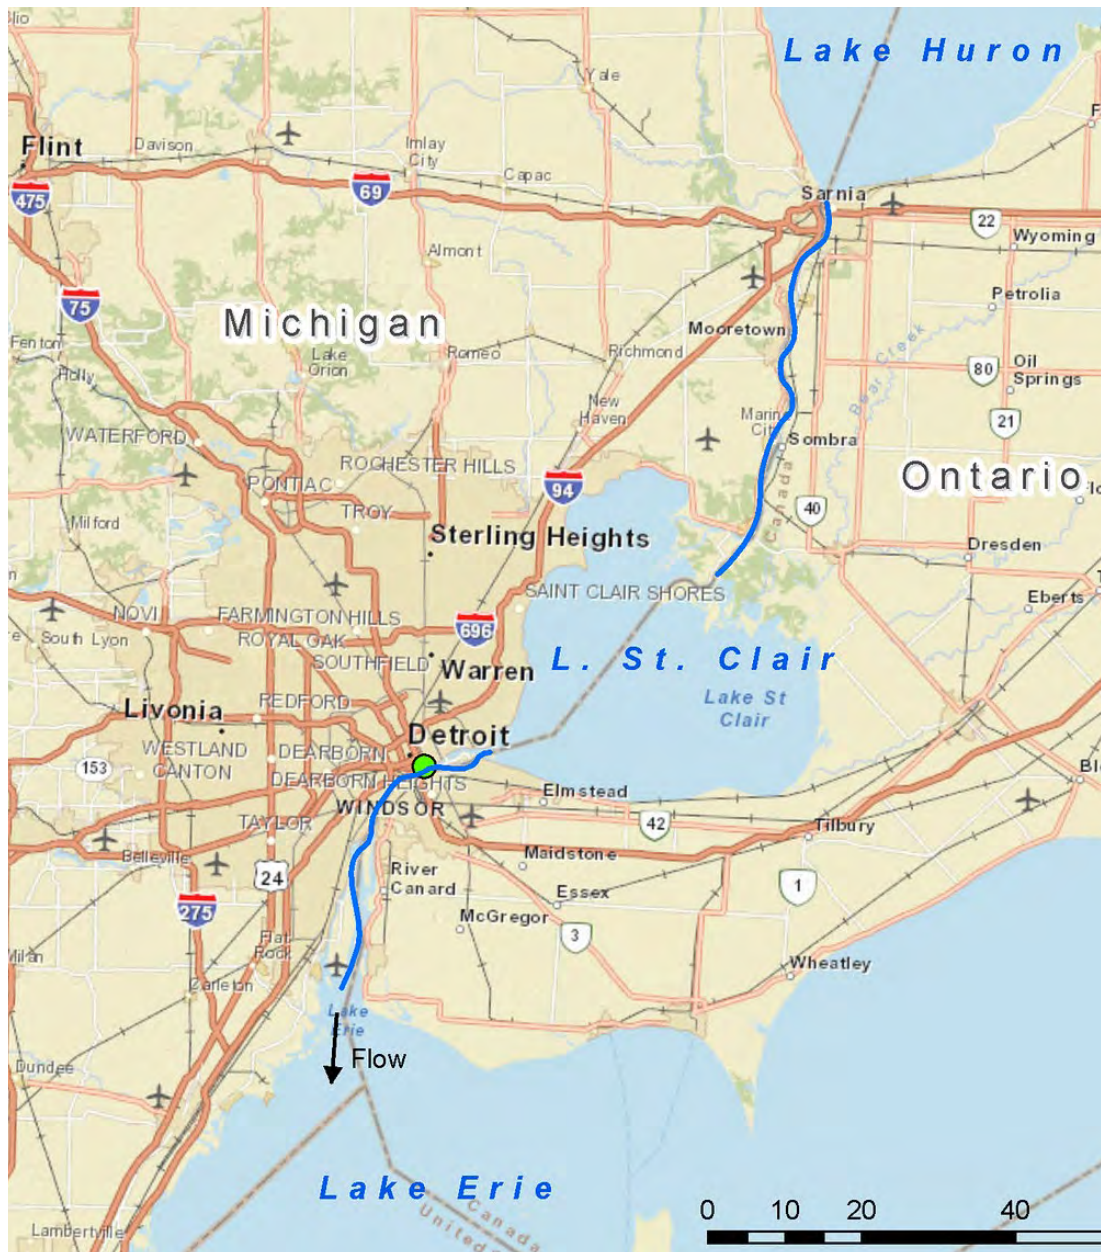 Lake Huron
Yale
Flint
Davison
Imlay
City
Capac
475
69
Sarnia
22
Wyoming
Almont
75
Michigan
Petrolia
Fenton
Holly
Lake
Orion
Romeo
Richmond
Mooretown
Bear Creek
80
Oil
Springs
New
Haven
Marine
City
21
WATERFORD
Sombra
ROCHESTER HILLS
PONTIAC
94
Canada
Ontario
TROY
40
Milford
Sterling Heights
Dresden
SAINT CLAIR SHORES
Eberts
NOVI
FARMINGTON HILLS
South Lyon
ROYAL OAK
696
SOUTHFIELD
Warren
L. St. Clair
REDFORD
Livonia
Lake St
Clair
Detroit
WESTLAND
DEARBORN
153
CANTON
DEARBORN HEIGHTS
Elmstead
WINDSOR
TAYLOR
42
Tilbury
Belleville
Maidstone
24
River
Canard
Essex
1
275
McGregor
3
Flat
Rock
Milan
Wheatley
Carleton
Lake
Erie
Flow
Dundee
Lake Erie
Canada
Lambertville
0 10 20 40